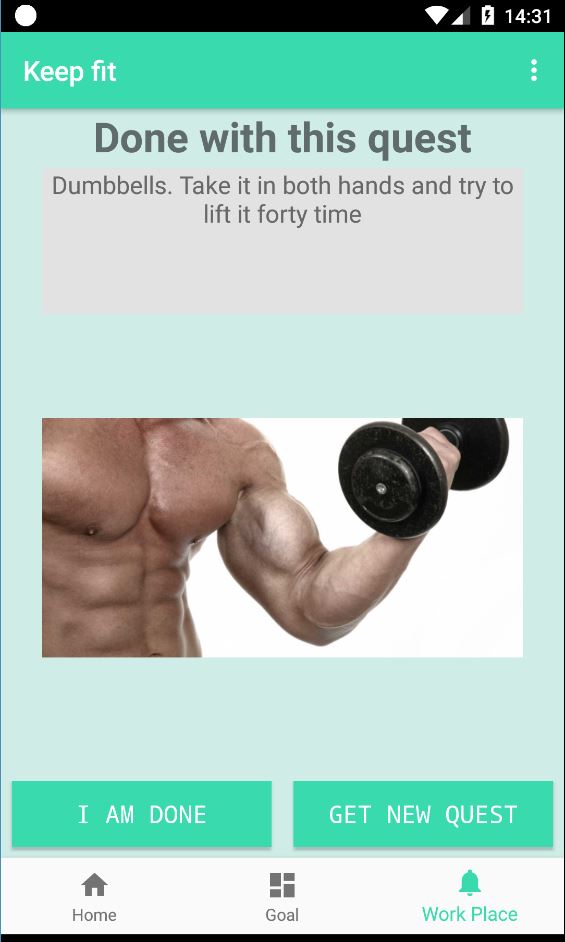 14:31
Keep fit
Done with this quest
Dumbbells. Take it in both hands and try to
lift it forty time
I AM DONE
GET NEW QUEST
Home
Goal
Work Place